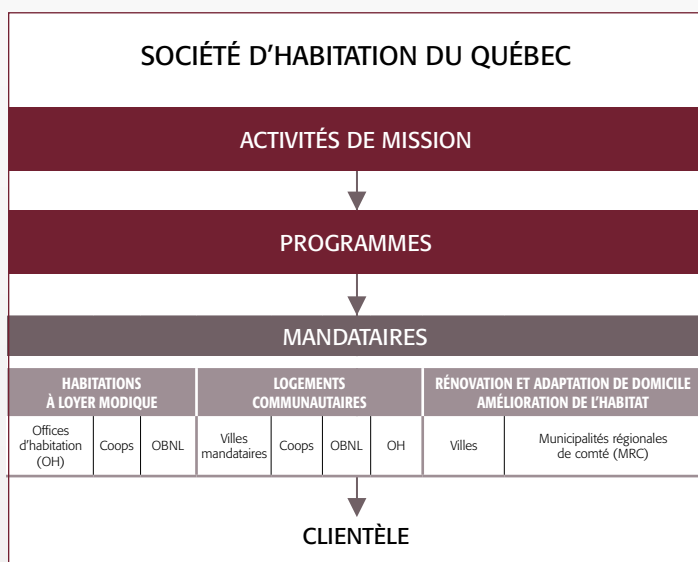 SOCIÉTÉ D'HABITATION DU QUÉBEC
ACTIVITÉS DE MISSION
PROGRAMMES
MANDATAIRES
HABITATIONS
À LOYER MODIQUE
LOGEMENTS
COMMUNAUTAIRES
RÉNOVATION ET ADAPTATION DE DOMICILE
AMÉLIORATION DE L'HABITAT
Offices
d'habitation
(OH)
Coops
OBNL
Villes
mandataires
Coops
OBNL
OH
Villes
Municipalités régionales
de comté (MRC)
CLIENTÈLE